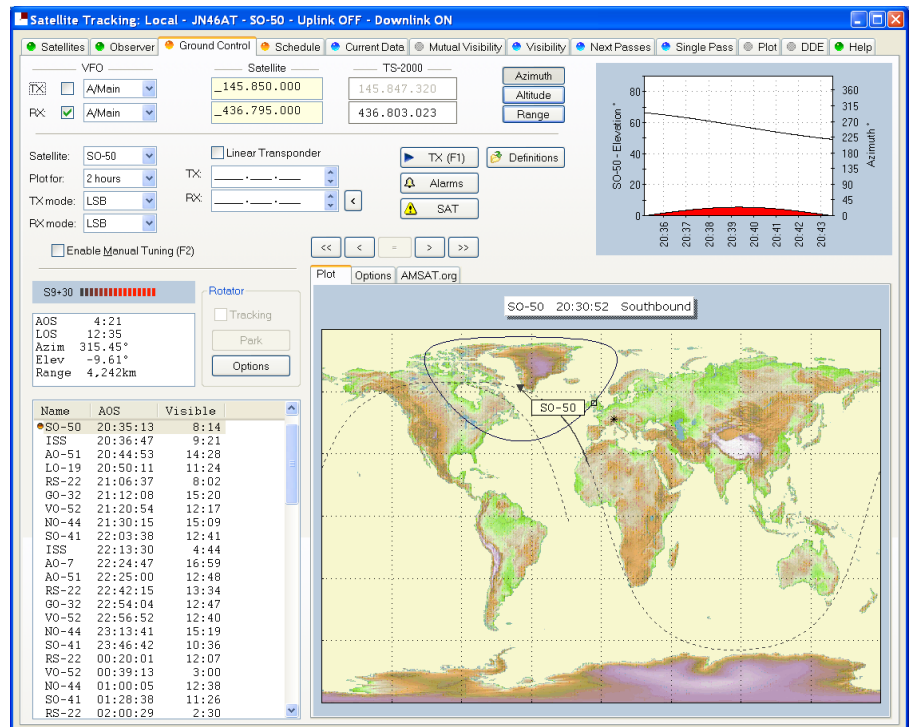 Satellite Tracking: Local - JN46AT - SO-50 - Uplink OFF - Downlink ON
Satellites Observer Ground Control Schedule Current Data Mutual Visibility Visibility Next Passes Single Pass Plot DDE Help
VFO Satellite TS-2000
TX: A/Main _145.850.000 145.847.320
RX: A/Main _436.795.000 436.803.023
Azimuth
Altitude
Range
Satellite: SO-50
Plot for: 2 hours
TX mode: LSB
RX mode: LSB
Linear Transponder
TX: ___.___.___
RX: ___.___.___ <
TX (F1) Definitions
Alarms
SAT
Enable Manual Tuning (F2)
<< < = > >>
SO-50 - Elevation °
80
60
40
20
0
360
315
270
225
180
135
90
45
0
Azimuth °
20:36 20:37 20:38 20:39 20:40 20:41 20:42 20:43
S9+30
AOS 4:21
LOS 12:35
Azim 315.45°
Elev -9.61°
Range 4,242km
Rotator
Tracking
Park
Options
Plot Options AMSAT.org
SO-50 20:30:52 Southbound
SO-50
Name AOS Visible
SO-50 20:35:13 8:14
ISS 20:36:47 9:21
AO-51 20:44:53 14:28
LO-19 20:50:11 11:24
RS-22 21:06:37 8:02
GO-32 21:12:08 15:20
VO-52 21:20:54 12:17
NO-44 21:30:15 15:09
SO-41 22:03:38 12:41
ISS 22:13:30 4:44
AO-7 22:24:47 16:59
AO-51 22:25:00 12:48
RS-22 22:42:15 13:34
GO-32 22:54:04 12:47
VO-52 22:56:52 12:40
NO-44 23:13:41 15:19
SO-41 23:46:42 10:36
RS-22 00:20:01 12:07
VO-52 00:39:13 3:00
NO-44 01:00:05 12:38
SO-41 01:28:38 11:26
RS-22 02:00:29 2:30